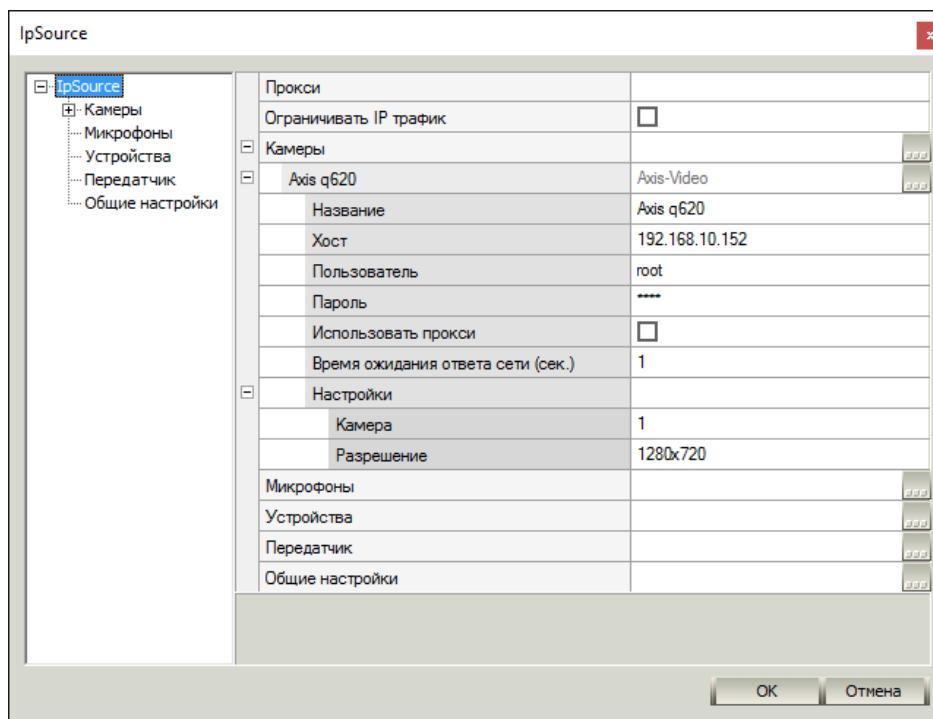 IpSource
IpSource
Камеры
Микрофоны
Устройства
Передатчик
Общие настройки
Прокси
Ограничивать IP трафик
Камеры
Axis q620 Axis-Video
Название Axis q620
Хост 192.168.10.152
Пользователь root
Пароль ****
Использовать прокси
Время ожидания ответа сети (сек.) 1
Настройки
Камера 1
Разрешение 1280x720
Микрофоны
Устройства
Передатчик
Общие настройки
OK Отмена